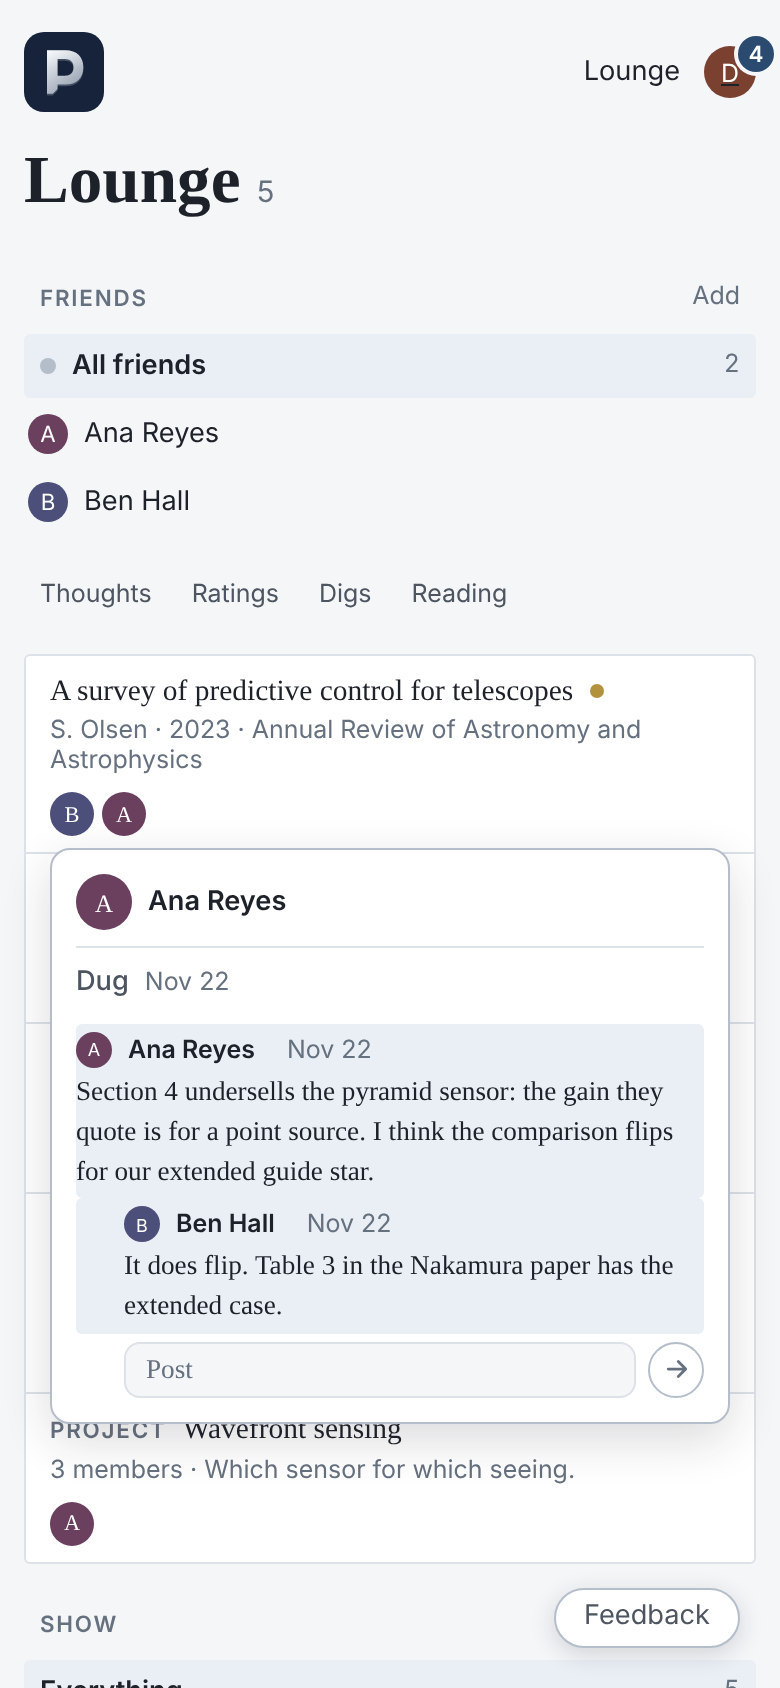 P
Lounge
D
4
Lounge 5
FRIENDS
Add
All friends
2
A Ana Reyes
B Ben Hall
Thoughts Ratings Digs Reading
A survey of predictive control for telescopes
S. Olsen · 2023 · Annual Review of Astronomy and
Astrophysics
B A
A Ana Reyes
Dug Nov 22
A Ana Reyes Nov 22
Section 4 undersells the pyramid sensor: the gain they
quote is for a point source. I think the comparison flips
for our extended guide star.
B Ben Hall Nov 22
It does flip. Table 3 in the Nakamura paper has the
extended case.
Post
PROJECT Wavefront sensing
3 members · Which sensor for which seeing.
A
Feedback
SHOW
Everything 5